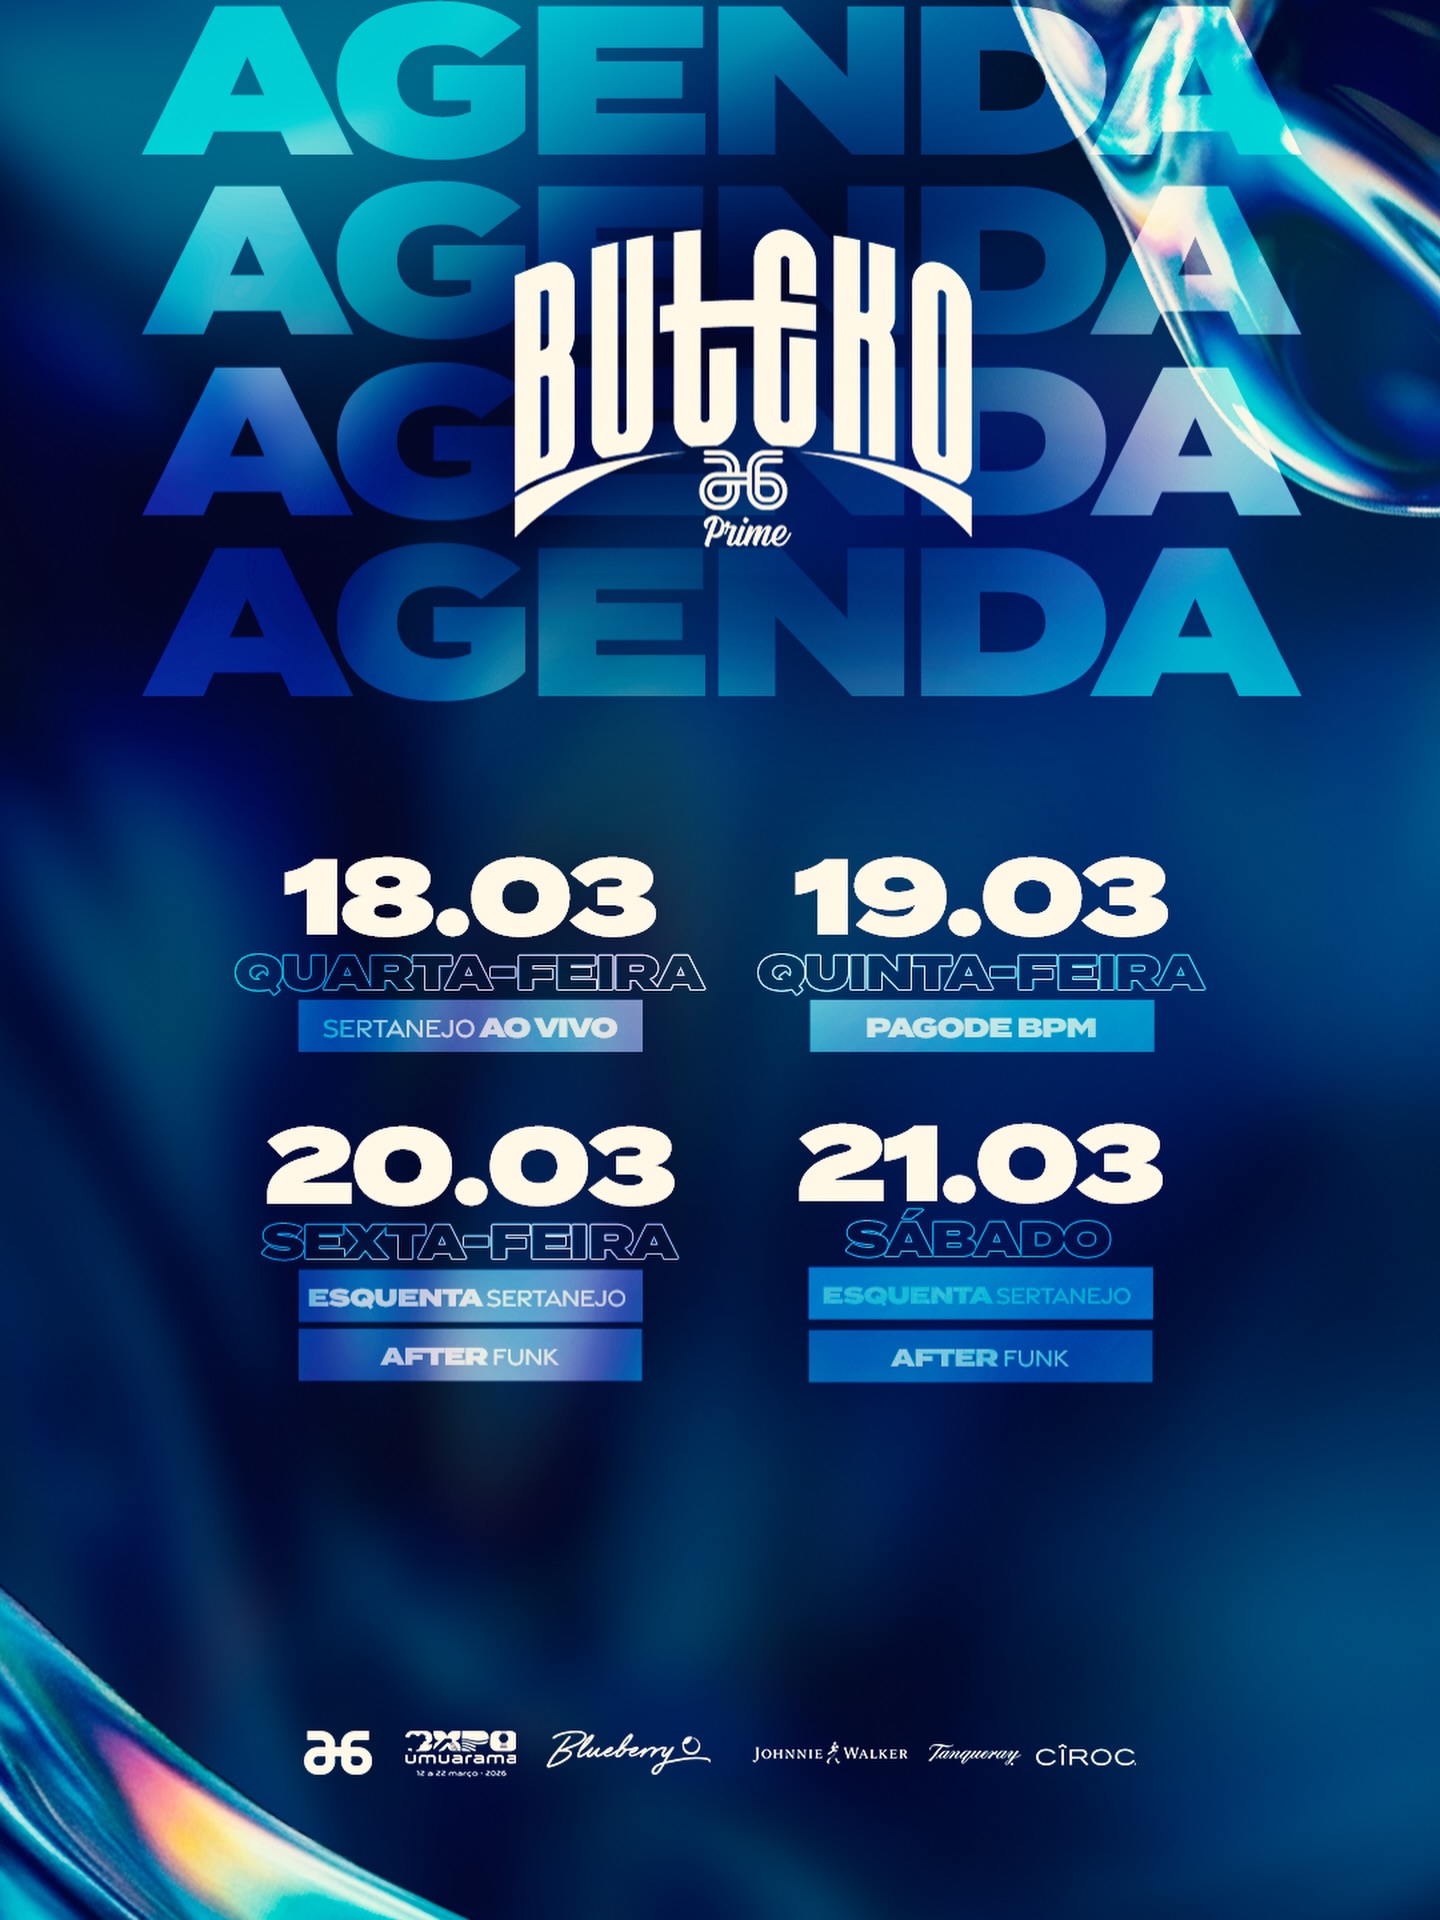 AGENDA
AGENDA
BUTEKO
AGENDA
Prime
AGENDA
18.03
QUARTA-FEIRA
SERTANEJO AO VIVO
19.03
QUINTA-FEIRA
PAGODE BPM
20.03
SEXTA-FEIRA
ESQUENTA SERTANEJO
AFTER FUNK
21.03
SÁBADO
ESQUENTA SERTANEJO
AFTER FUNK
EXPO
umuarama
12 a 22 março • 2026
Blueberry
JOHNNIE WALKER
Tanqueray
CÎROC